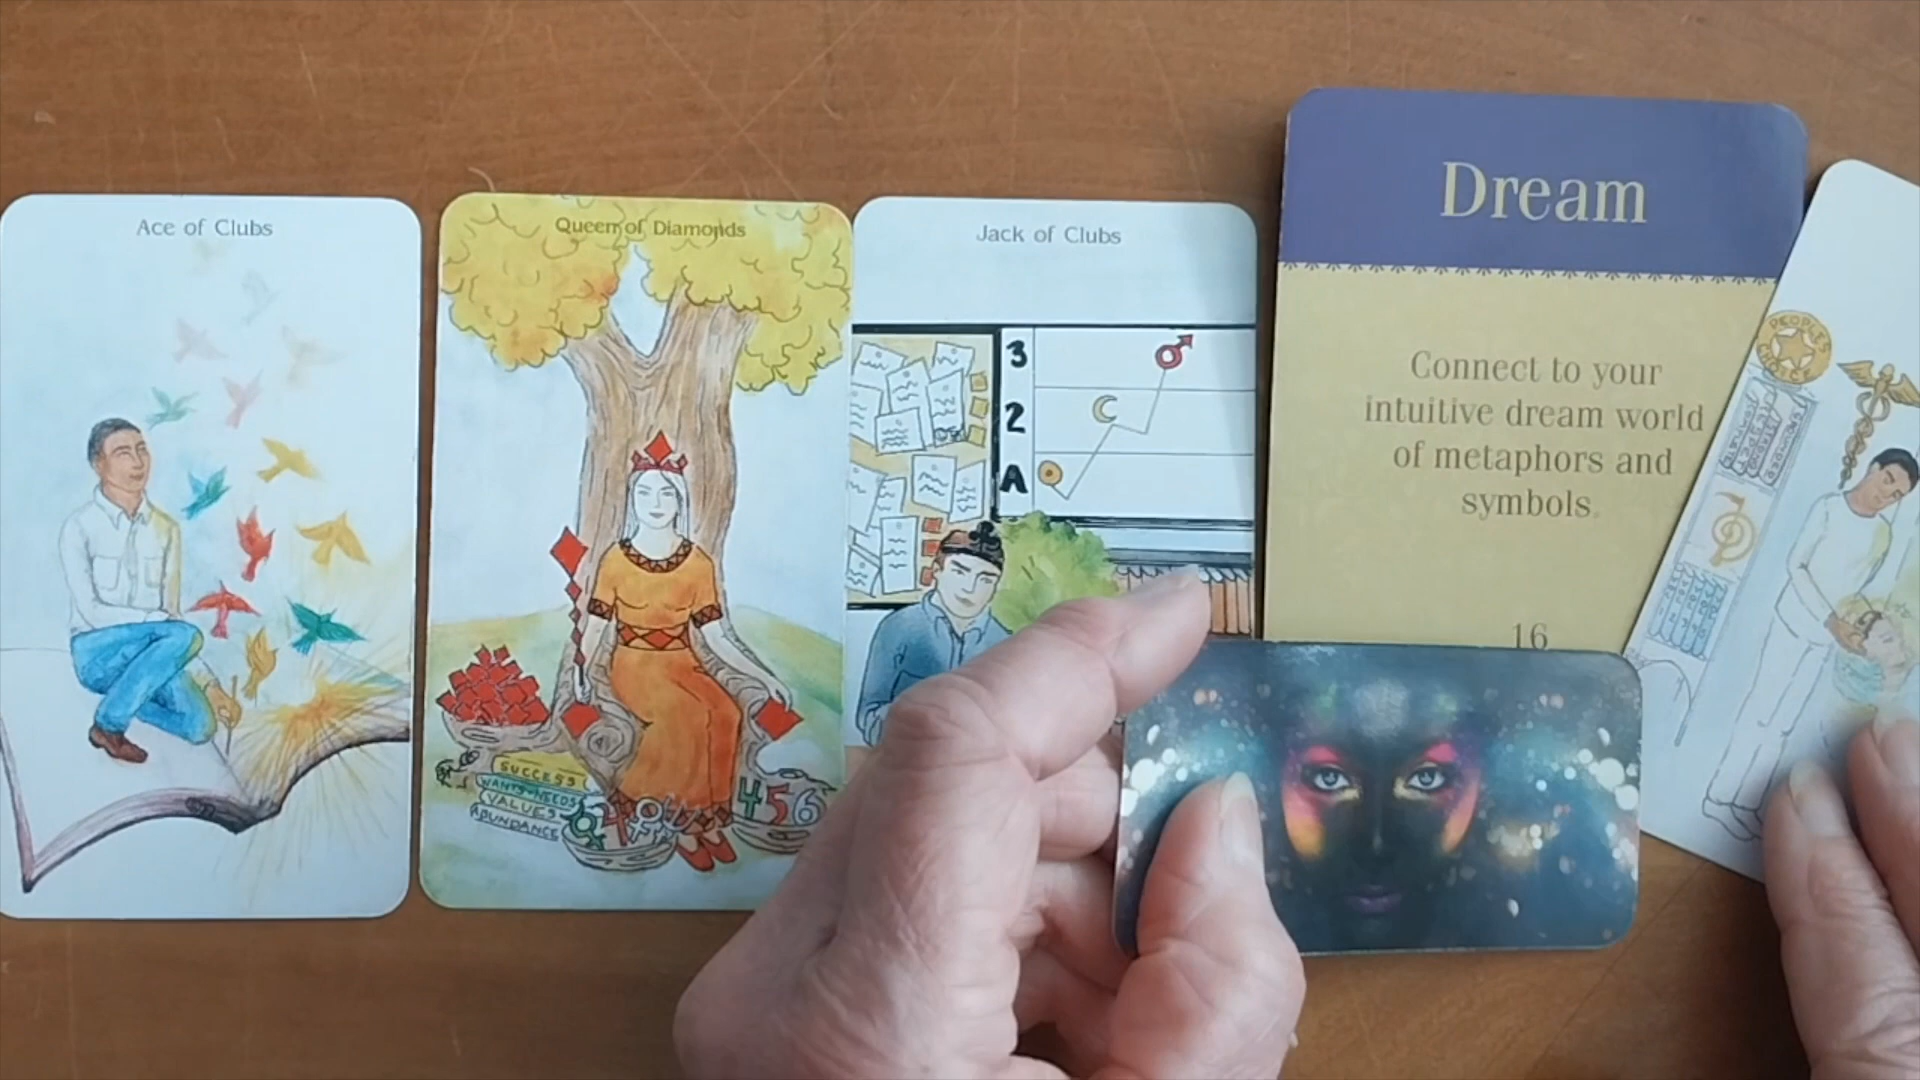 Ace of Clubs
Queen of Diamonds
SUCCESS
WANTS-NEEDS
VALUES
ABUNDANCE
456
Jack of Clubs
3
2
A
Dream
Connect to your
intuitive dream world
of metaphors and
symbols.
16
PEOPLE'S
CHOICE